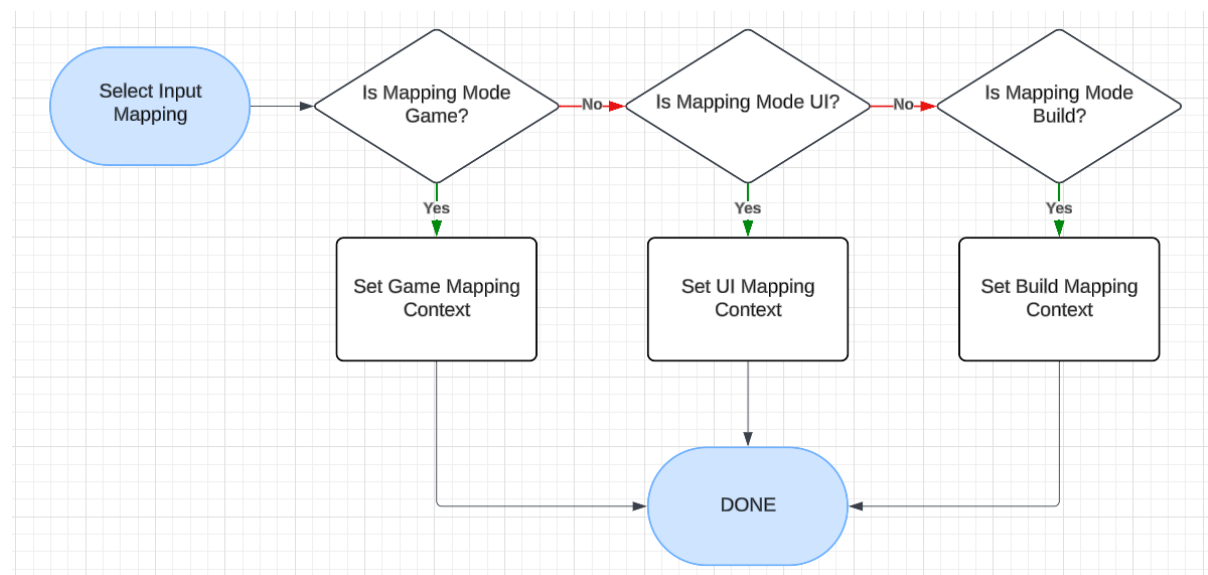 Select Input
Mapping
Is Mapping Mode
Game?
No
Is Mapping Mode UI?
No
Is Mapping Mode
Build?
Yes
Yes
Yes
Set Game Mapping
Context
Set UI Mapping
Context
Set Build Mapping
Context
DONE